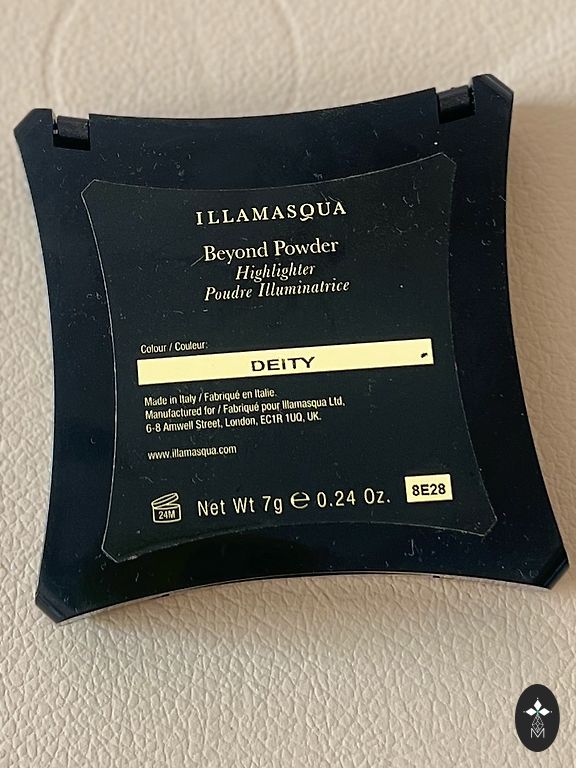 ILLAMASQUA
Beyond Powder
Highlighter
Poudre Illuminatrice
Colour / Couleur:
DEITY
Made in Italy / Fabriqué en Italie.
Manufactured for / Fabriqué pour Illamasqua Ltd,
6-8 Amwell Street, London, EC1R 1UQ, UK.
www.illamasqua.com
24M
Net Wt 7g ℮ 0.24 Oz.
8E28
M